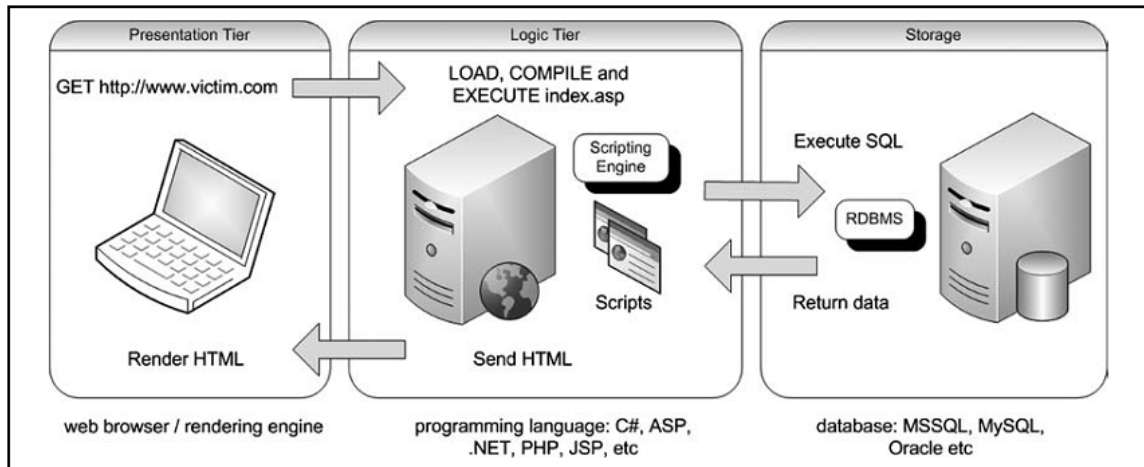 Presentation Tier
GET http://www.victim.com
Render HTML
web browser / rendering engine
Logic Tier
LOAD, COMPILE and
EXECUTE index.asp
Scripting
Engine
Scripts
Send HTML
programming language: C#, ASP,
.NET, PHP, JSP, etc
Storage
Execute SQL
RDBMS
Return data
database: MSSQL, MySQL,
Oracle etc